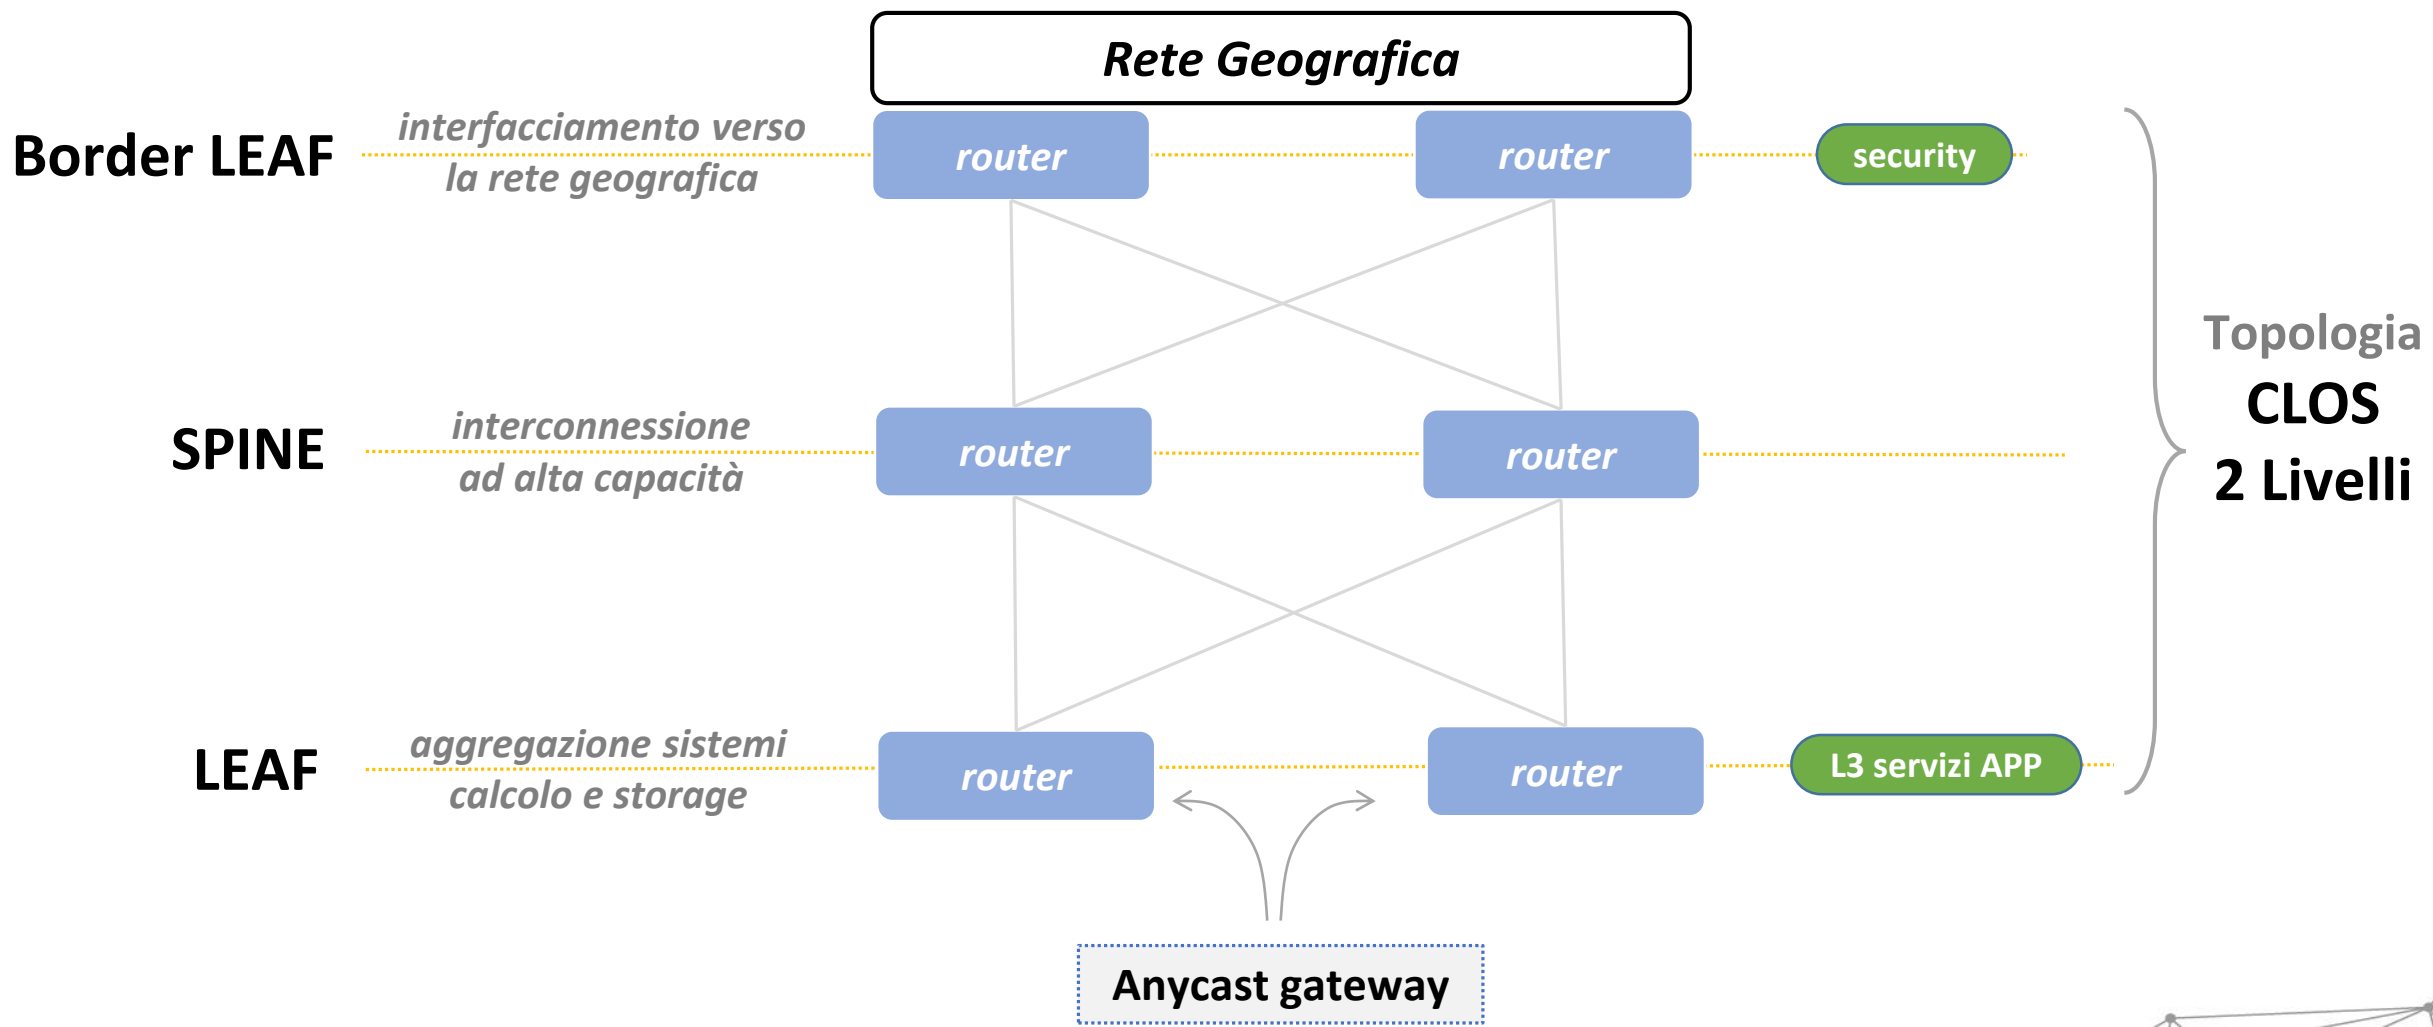 Rete Geografica
Border LEAF
interfacciamento verso
la rete geografica
router
router
security
SPINE
interconnessione
ad alta capacità
router
router
Topologia
CLOS
2 Livelli
LEAF
aggregazione sistemi
calcolo e storage
router
router
L3 servizi APP
Anycast gateway